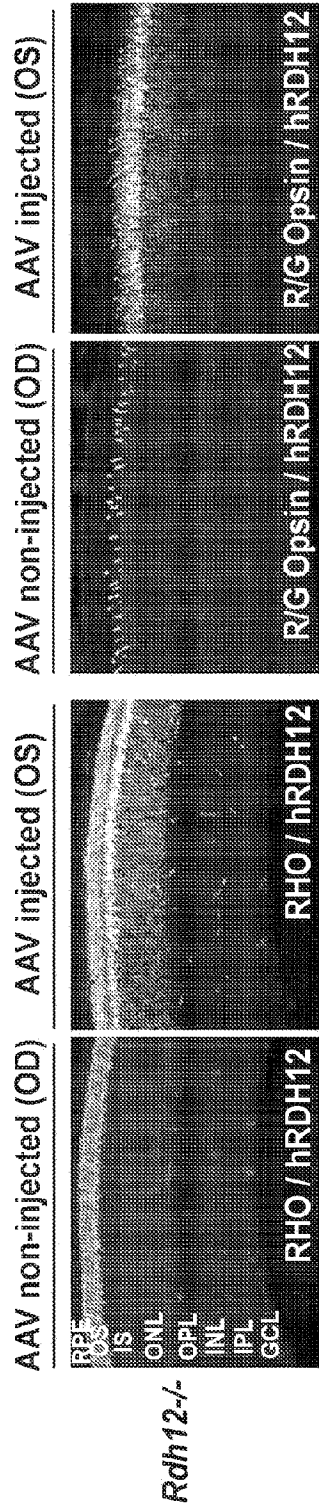 AAV non-injected (OD)
AAV injected (OS)
AAV non-injected (OD)
AAV injected (OS)
Rdh12-/-
RPE
OS
IS
ONL
OPL
INL
IPL
GCL
RHO / hRDH12
RHO / hRDH12
R/G Opsin / hRDH12
R/G Opsin / hRDH12